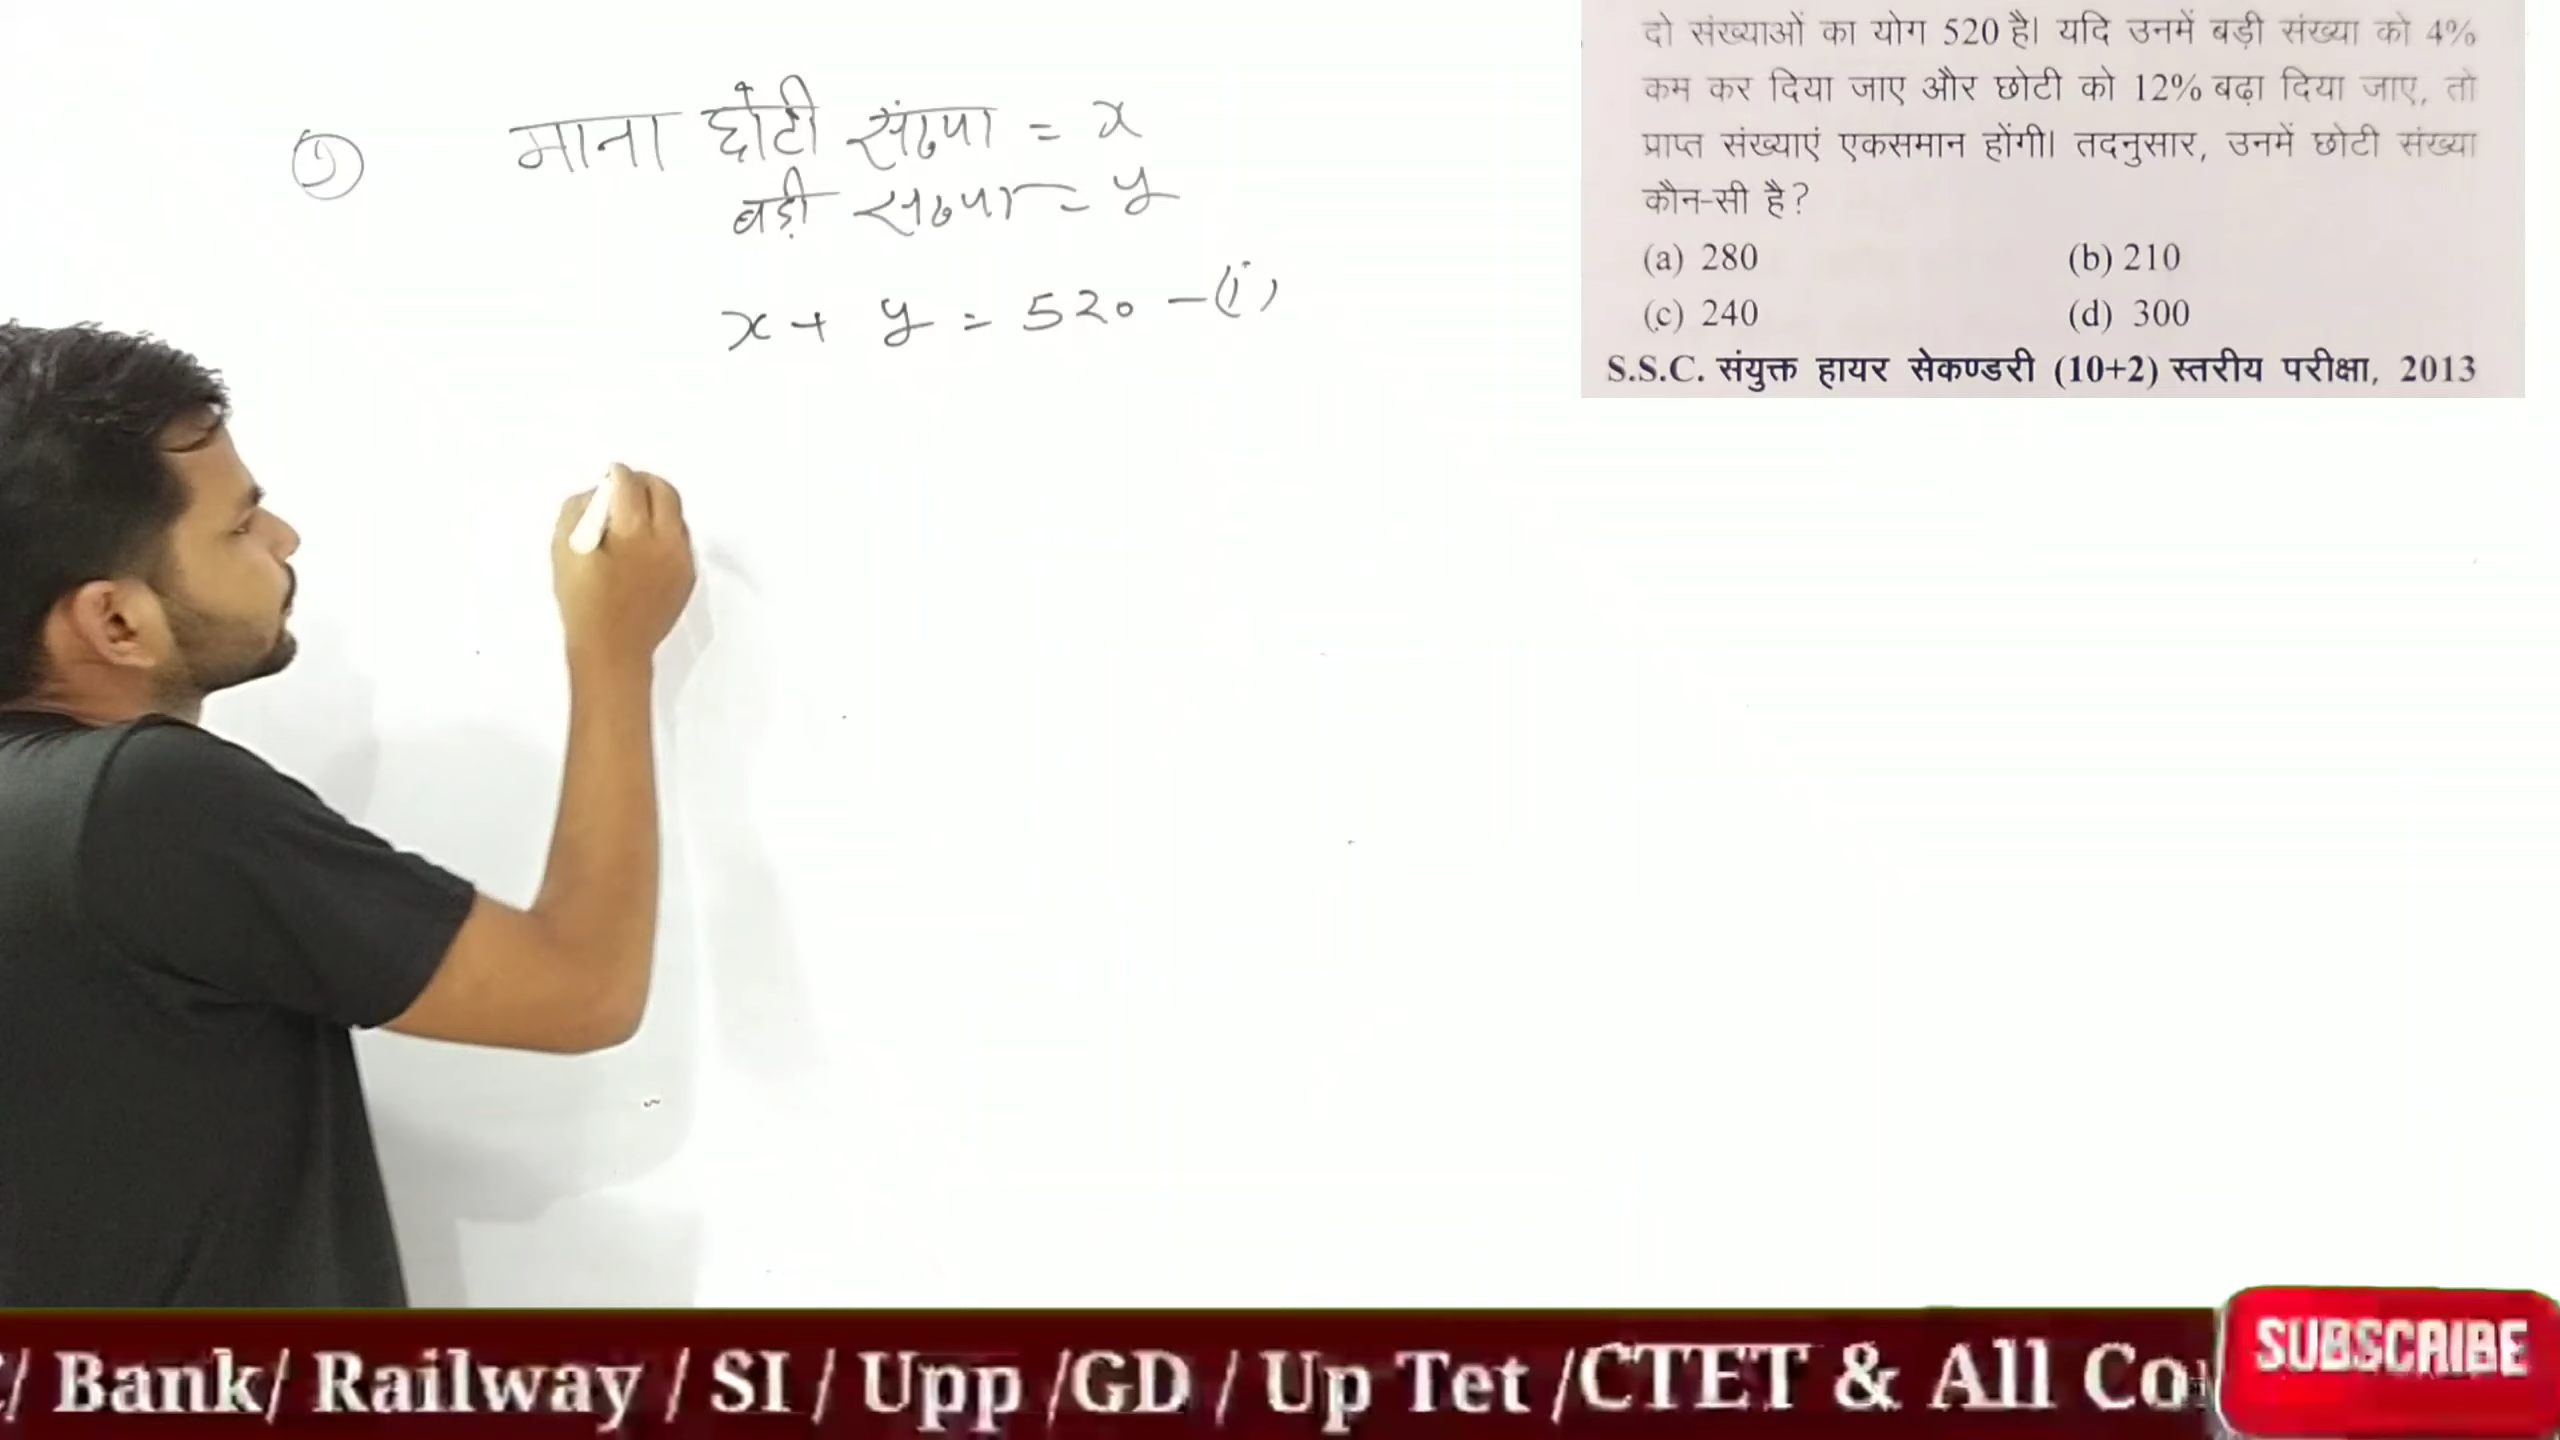 माना छोटी संख्या = x
बड़ी संख्या = y
x + y = 520 - (i)
दो संख्याओं का योग 520 है। यदि उनमें बड़ी संख्या को 4%
कम कर दिया जाए और छोटी को 12% बढ़ा दिया जाए, तो
प्राप्त संख्याएं एकसमान होंगी। तदनुसार, उनमें छोटी संख्या
कौन-सी है?
(a) 280 (b) 210
(c) 240 (d) 300
S.S.C. संयुक्त हायर सेकण्डरी (10+2) स्तरीय परीक्षा, 2013
/ Bank/ Railway / SI / Upp /GD / Up Tet /CTET & All Co
SUBSCRIBE